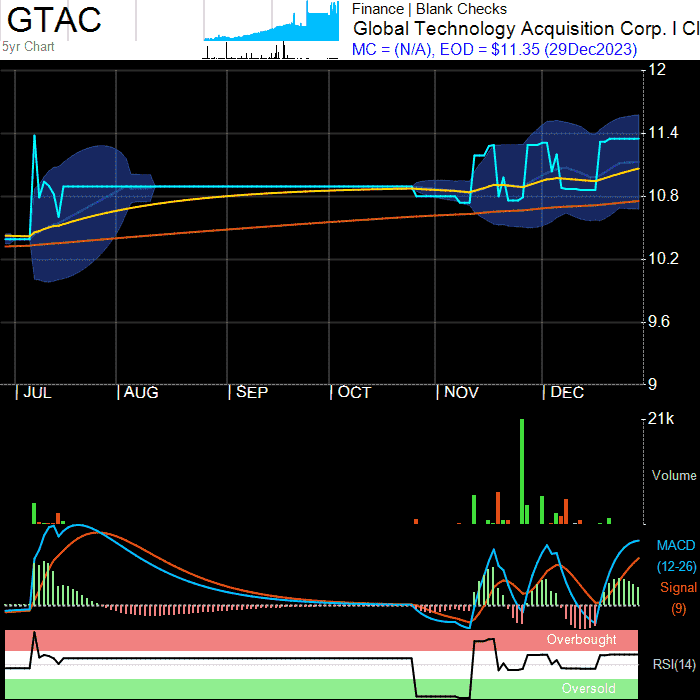 GTAC
5yr Chart
Finance | Blank Checks
Global Technology Acquisition Corp. I Cl
MC = (N/A), EOD = $11.35 (29Dec2023)
12
11.4
10.8
10.2
9.6
9
JUL AUG SEP OCT NOV DEC
21k
Volume
MACD
(12-26)
Signal
(9)
Overbought
RSI(14)
Oversold